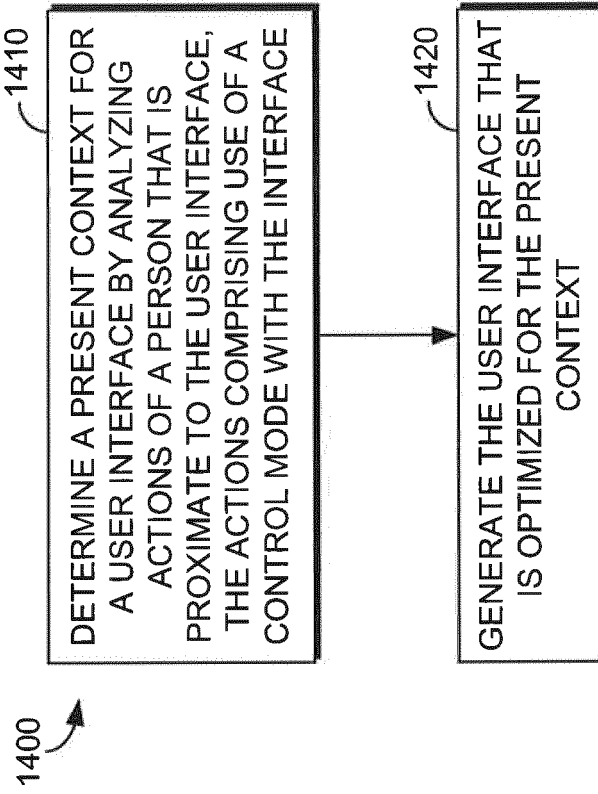 1400
1410
DETERMINE A PRESENT CONTEXT FOR
A USER INTERFACE BY ANALYZING
ACTIONS OF A PERSON THAT IS
PROXIMATE TO THE USER INTERFACE,
THE ACTIONS COMPRISING USE OF A
CONTROL MODE WITH THE INTERFACE
1420
GENERATE THE USER INTERFACE THAT
IS OPTIMIZED FOR THE PRESENT
CONTEXT